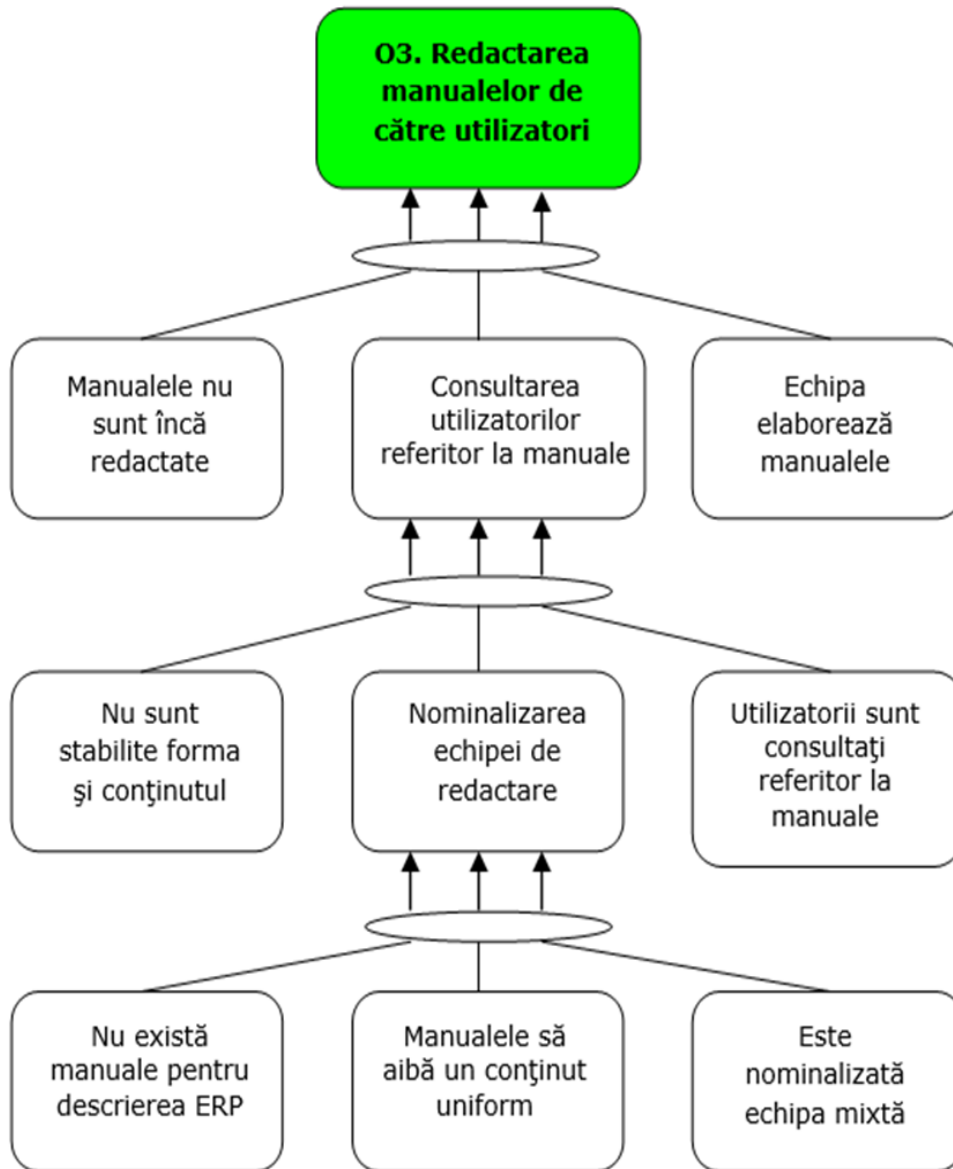 O3. Redactarea
manualelor de
către utilizatori
Manualele nu
sunt încă
redactate
Consultarea
utilizatorilor
referitor la manuale
Echipa
elaborează
manualele
Nu sunt
stabilite forma
şi conţinutul
Nominalizarea
echipei de
redactare
Utilizatorii sunt
consultaţi
referitor la
manuale
Nu există
manuale pentru
descrierea ERP
Manualele să
aibă un conţinut
uniform
Este
nominalizată
echipa mixtă